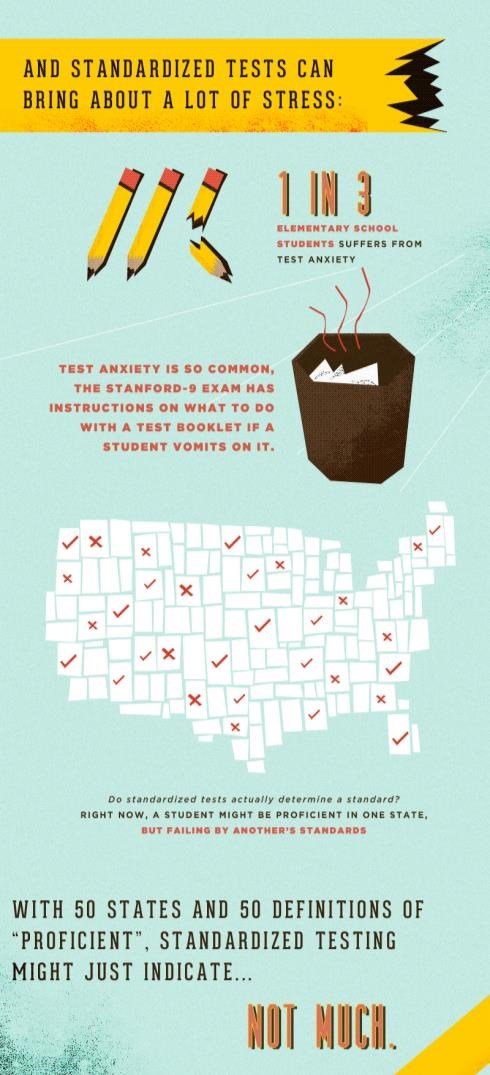 AND STANDARDIZED TESTS CAN
BRING ABOUT A LOT OF STRESS:
1 IN 3
ELEMENTARY SCHOOL
STUDENTS SUFFERS FROM
TEST ANXIETY
TEST ANXIETY IS SO COMMON,
THE STANFORD-9 EXAM HAS
INSTRUCTIONS ON WHAT TO DO
WITH A TEST BOOKLET IF A
STUDENT VOMITS ON IT.
Do standardized tests actually determine a standard?
RIGHT NOW, A STUDENT MIGHT BE PROFICIENT IN ONE STATE,
BUT FAILING BY ANOTHER'S STANDARDS
WITH 50 STATES AND 50 DEFINITIONS OF
"PROFICIENT", STANDARDIZED TESTING
MIGHT JUST INDICATE...
NOT MUCH.